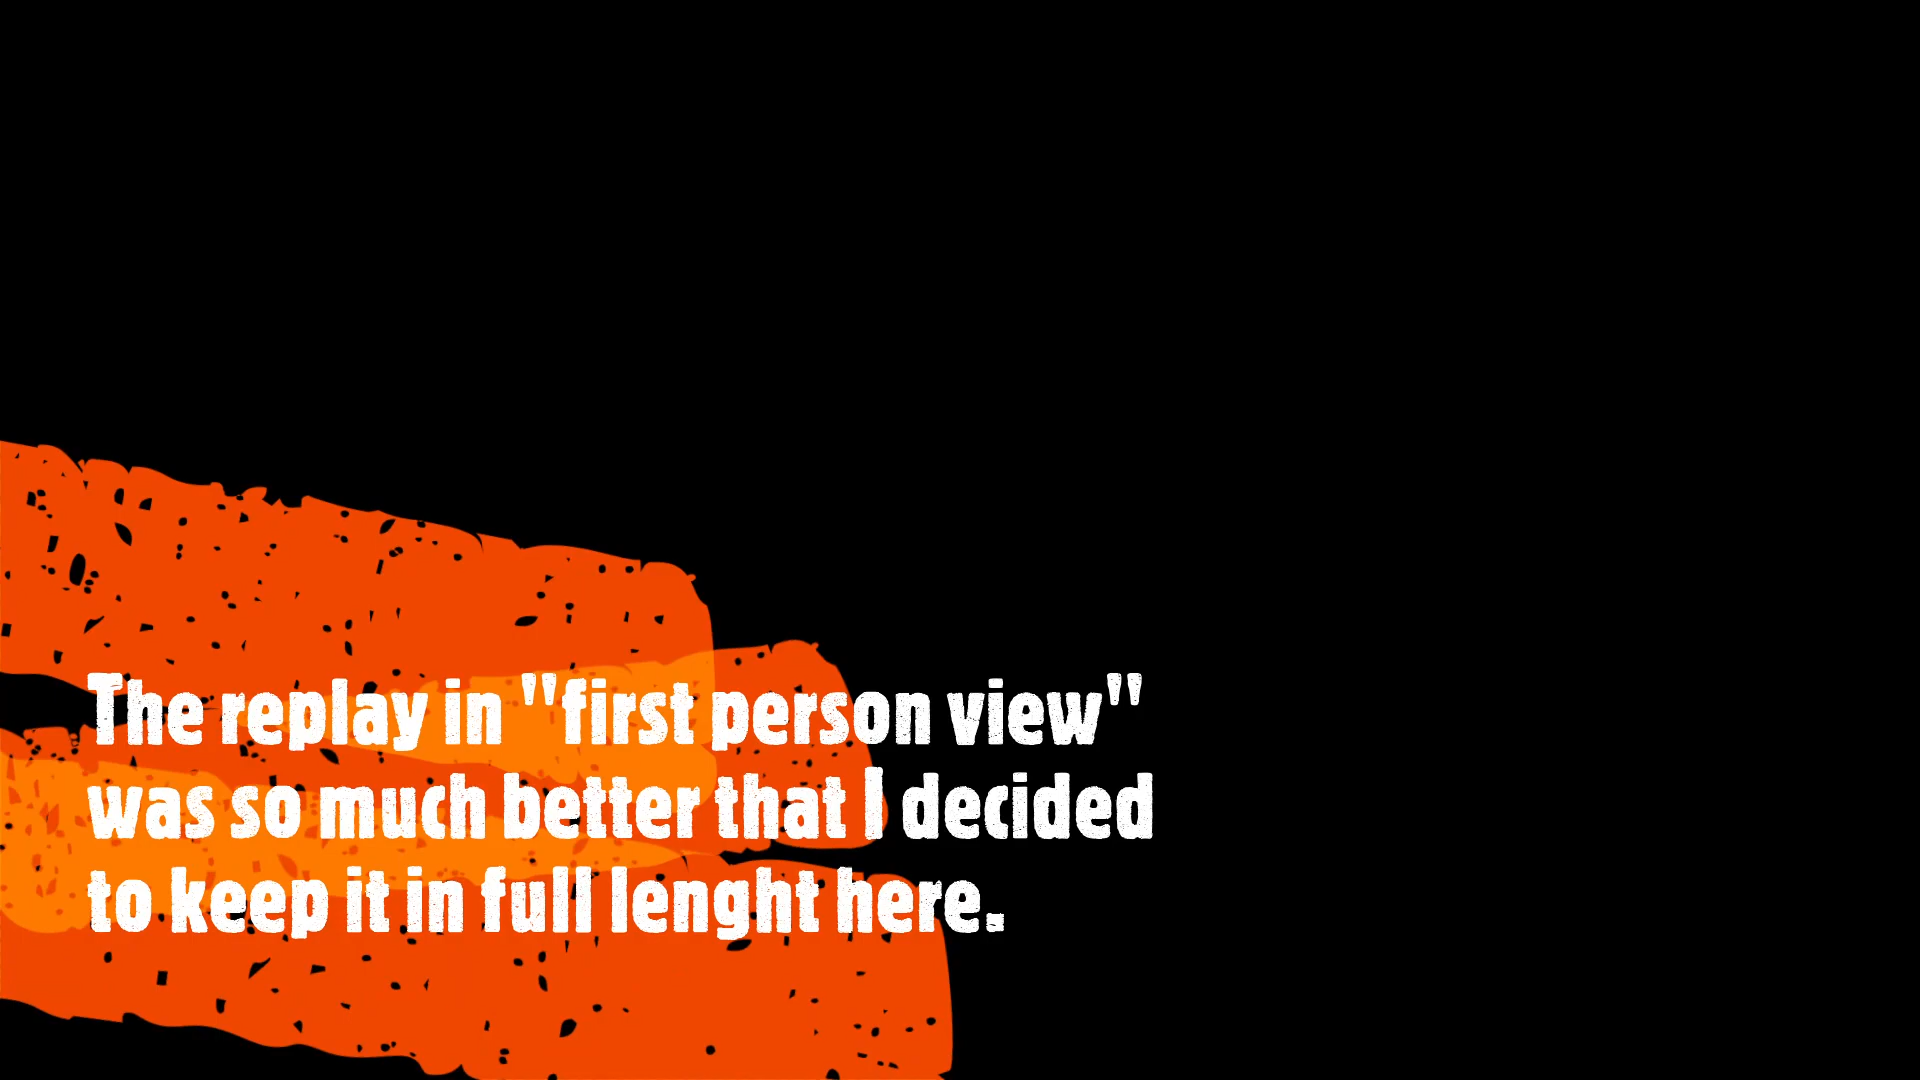 The replay in "first person view"
was so much better that I decided
to keep it in full lenght here.